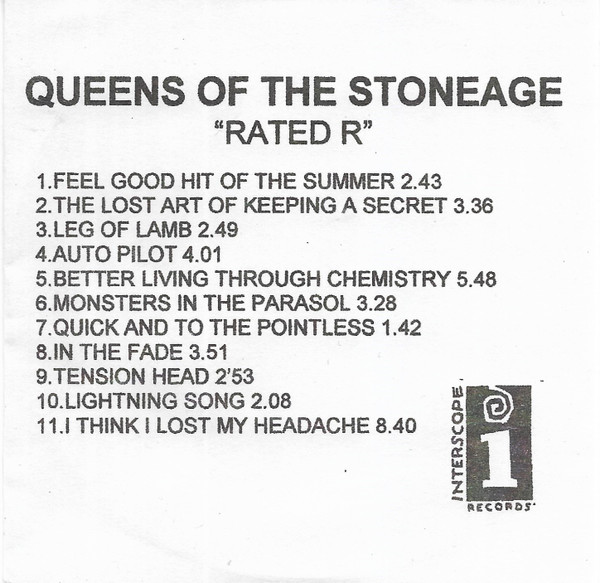 QUEENS OF THE STONEAGE
“RATED R”
1.FEEL GOOD HIT OF THE SUMMER 2.43
2.THE LOST ART OF KEEPING A SECRET 3.36
3.LEG OF LAMB 2.49
4.AUTO PILOT 4.01
5.BETTER LIVING THROUGH CHEMISTRY 5.48
6.MONSTERS IN THE PARASOL 3.28
7.QUICK AND TO THE POINTLESS 1.42
8.IN THE FADE 3.51
9.TENSION HEAD 2'53
10.LIGHTNING SONG 2.08
11.I THINK I LOST MY HEADACHE 8.40
INTERSCOPE
i
RECORDS